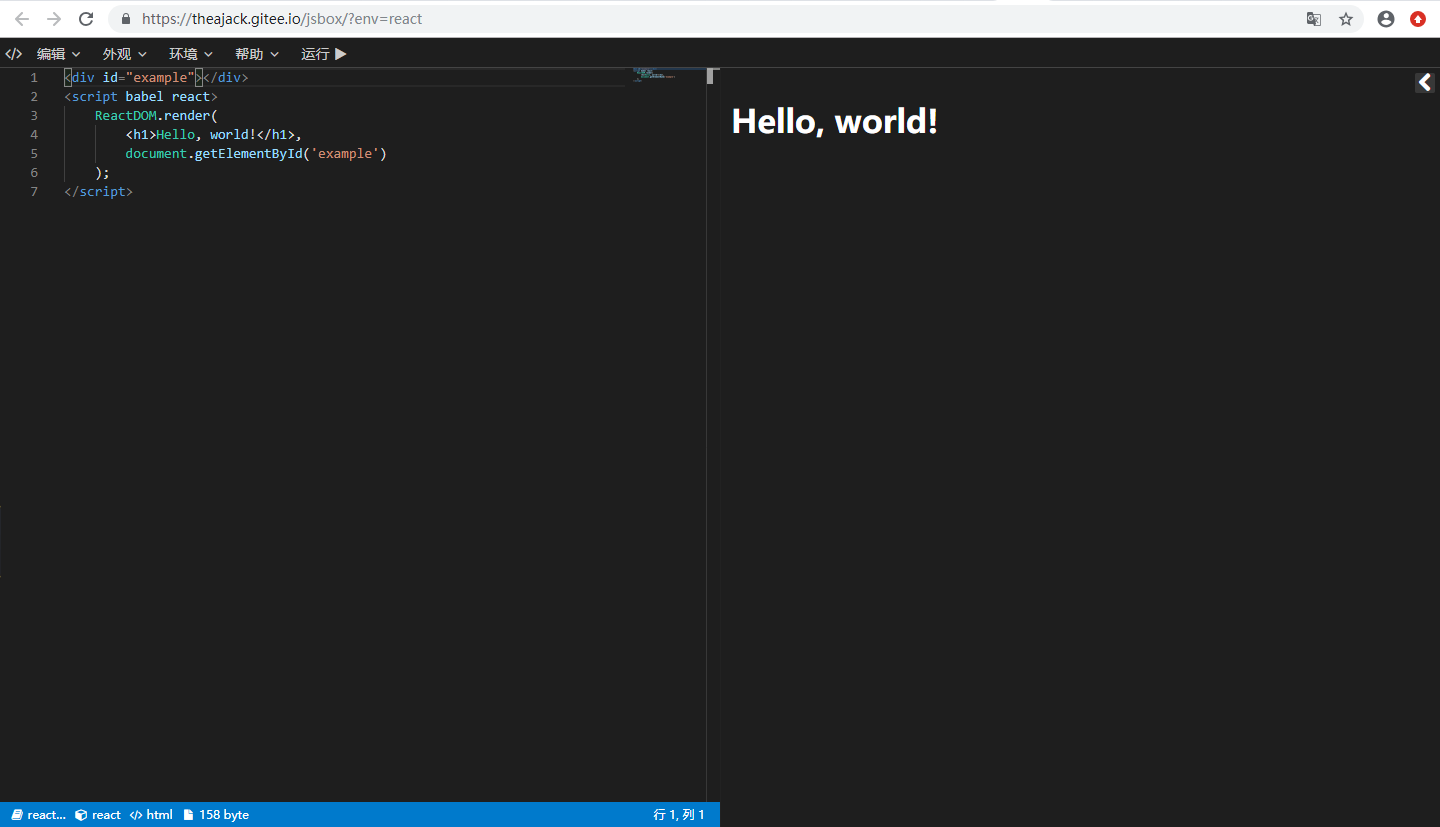 https://theajack.gitee.io/jsbox/?env=react
</> 编辑 外观 环境 帮助 运行
1 <div id="example"></div>
2 <script babel react>
3 ReactDOM.render(
4 <h1>Hello, world!</h1>,
5 document.getElementById('example')
6 );
7 </script>
Hello, world!
react... react </> html 158 byte 行 1, 列 1